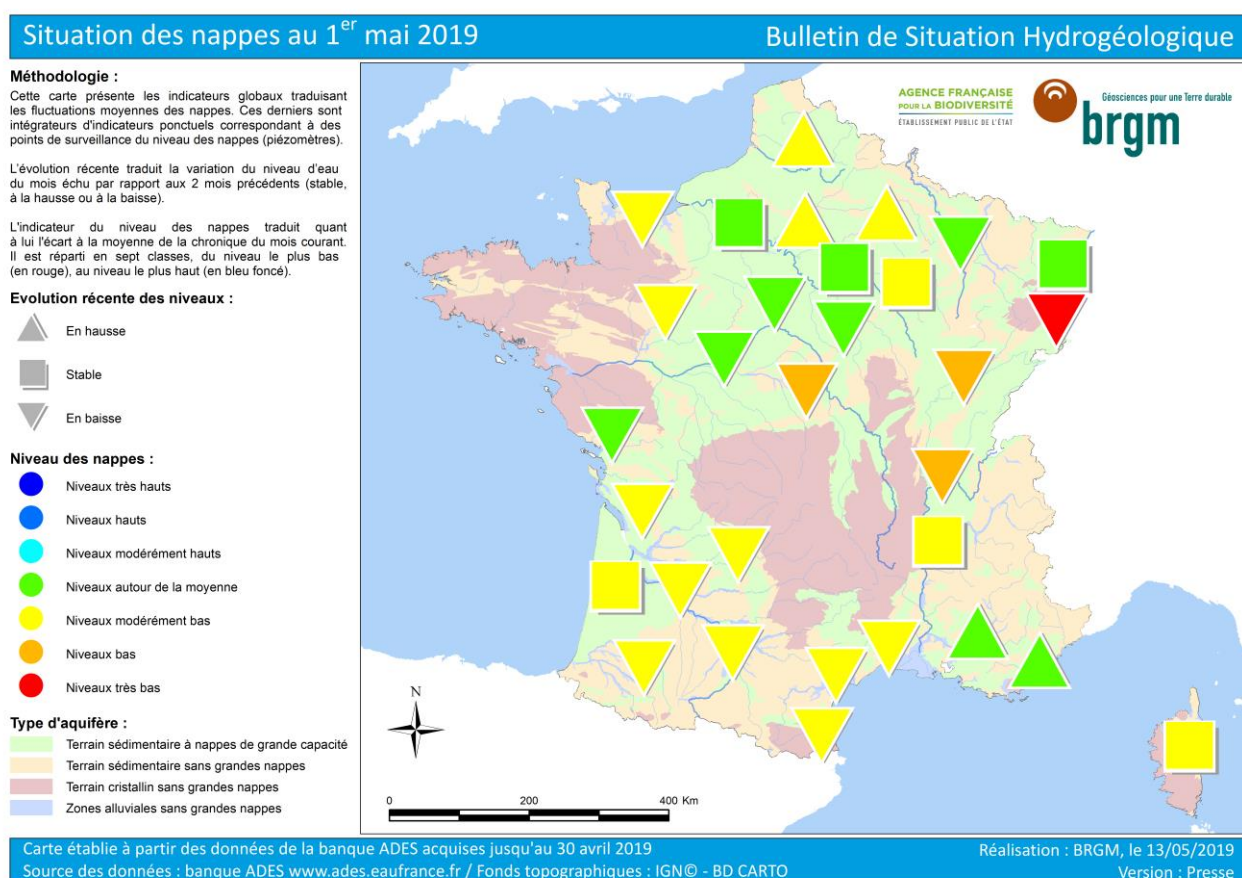 Situation des nappes au 1er mai 2019
Bulletin de Situation Hydrogéologique
Méthodologie :
Cette carte présente les indicateurs globaux traduisant
les fluctuations moyennes des nappes. Ces derniers sont
intégrateurs d'indicateurs ponctuels correspondant à des
points de surveillance du niveau des nappes (piézomètres).
L'évolution récente traduit la variation du niveau d'eau
du mois échu par rapport aux 2 mois précédents (stable,
à la hausse ou à la baisse).
L'indicateur du niveau des nappes traduit quant
à lui l'écart à la moyenne de la chronique du mois courant.
Il est réparti en sept classes, du niveau le plus bas
(en rouge), au niveau le plus haut (en bleu foncé).
Evolution récente des niveaux :
En hausse
Stable
En baisse
Niveau des nappes :
Niveaux très hauts
Niveaux hauts
Niveaux modérément hauts
Niveaux autour de la moyenne
Niveaux modérément bas
Niveaux bas
Niveaux très bas
Type d'aquifère :
Terrain sédimentaire à nappes de grande capacité
Terrain sédimentaire sans grandes nappes
Terrain cristallin sans grandes nappes
Zones alluviales sans grandes nappes
AGENCE FRANÇAISE
POUR LA BIODIVERSITÉ
ÉTABLISSEMENT PUBLIC DE L'ÉTAT
Géosciences pour une Terre durable
brgm
N
0 200 400 Km
Carte établie à partir des données de la banque ADES acquises jusqu'au 30 avril 2019
Source des données : banque ADES www.ades.eaufrance.fr / Fonds topographiques : IGN© - BD CARTO
Réalisation : BRGM, le 13/05/2019
Version : Presse